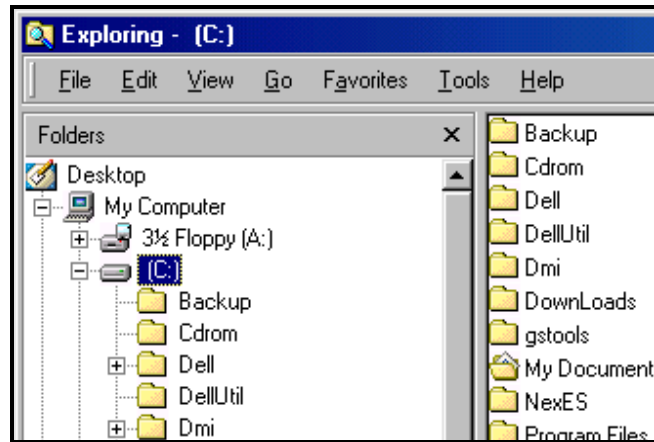 Exploring - (C:)
File Edit View Go Favorites Tools Help
Folders
Desktop
My Computer
3½ Floppy (A:)
(C:)
Backup
Cdrom
Dell
DellUtil
Dmi
Backup
Cdrom
Dell
DellUtil
Dmi
DownLoads
gstools
My Document
NexES
Program Files